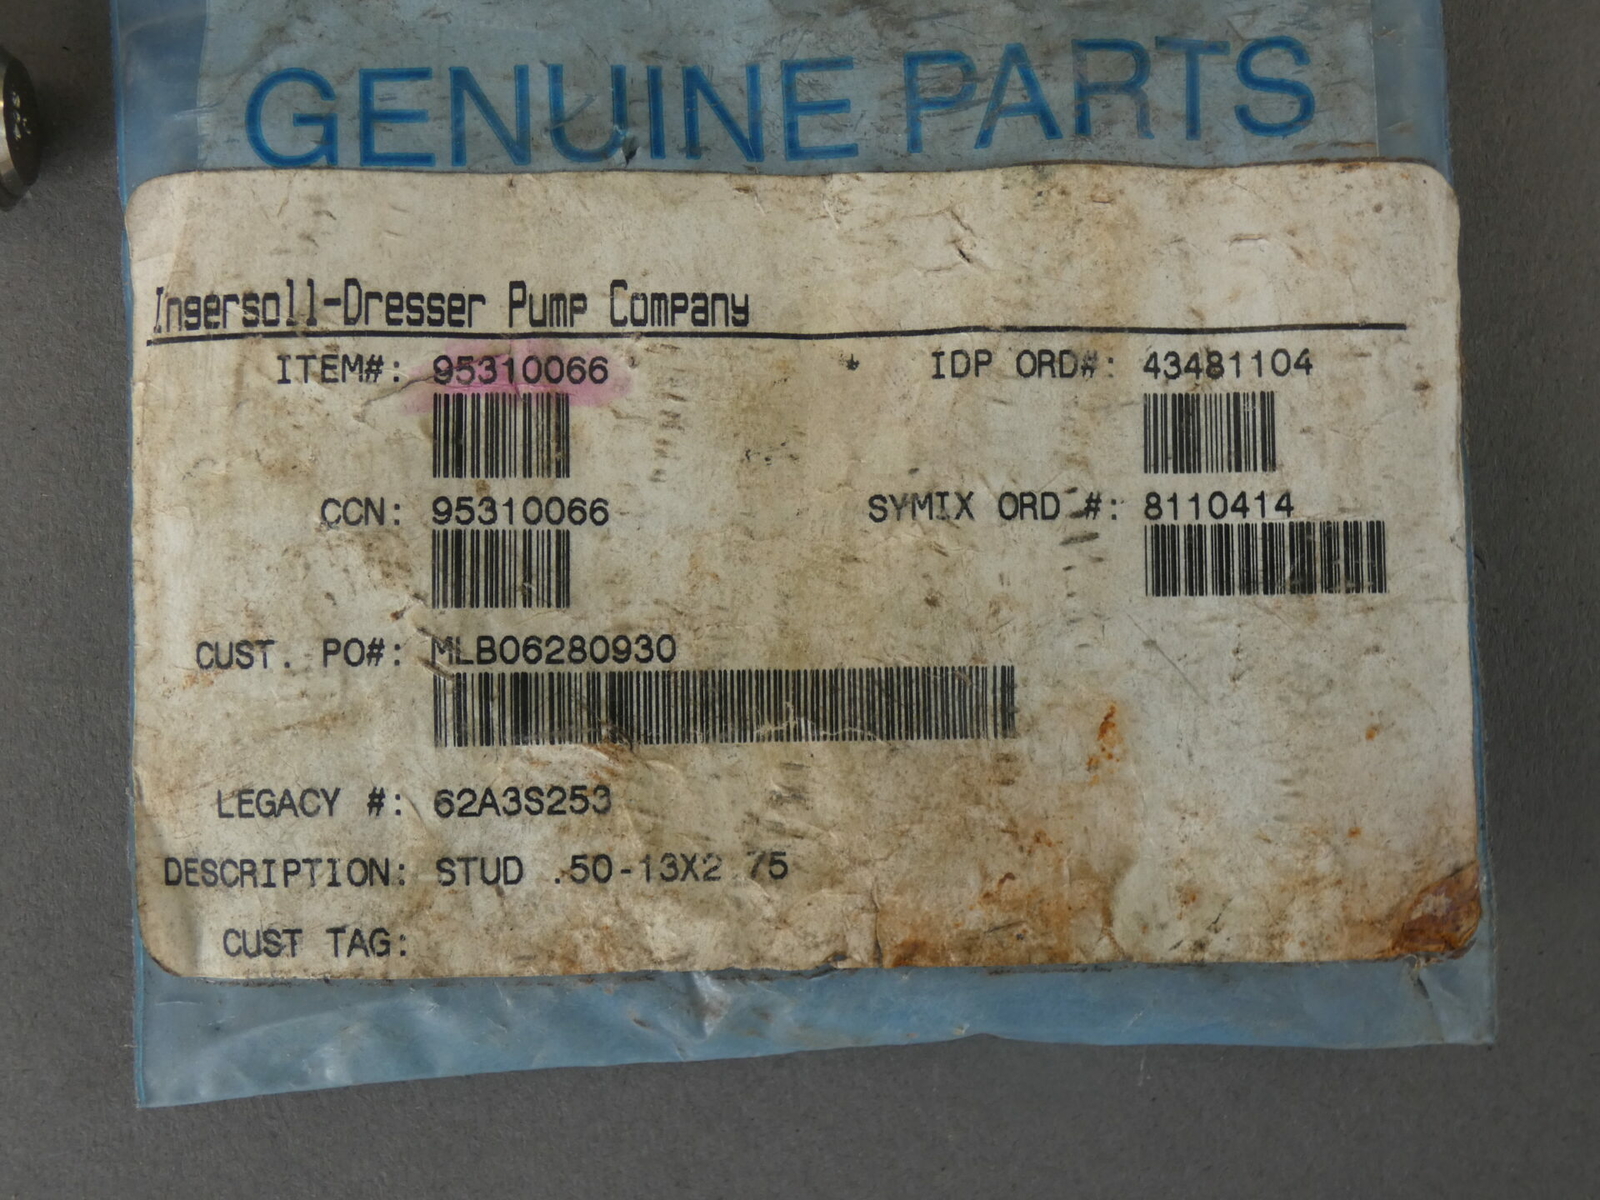 GENUINE PARTS
Ingersoll-Dresser Pump Company
ITEM#: 95310066 IDP ORD#: 43481104
CCN: 95310066 SYMIX ORD #: 8110414
CUST. PO#: MLB06280930
LEGACY #: 62A3S253
DESCRIPTION: STUD .50-13X2 75
CUST TAG: